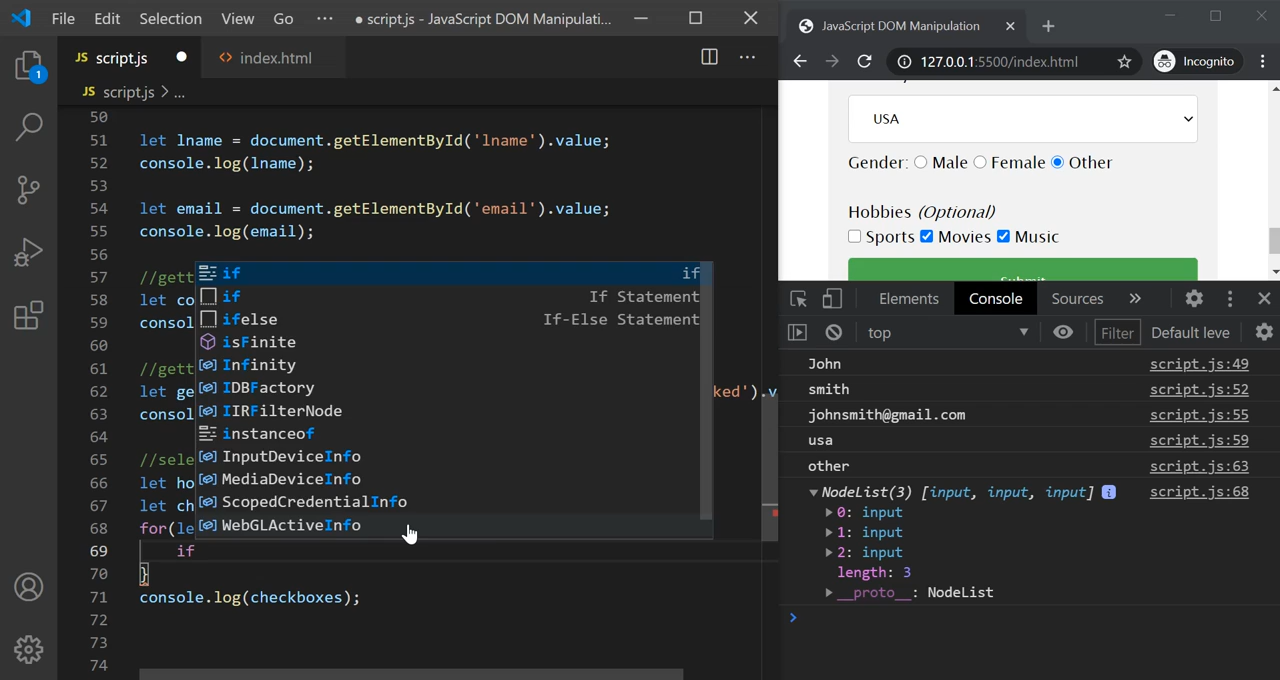 File Edit Selection View Go ··· ● script.js - JavaScript DOM Manipulati...
JS script.js ● <> index.html
JS script.js > ...
1
50
51 let lname = document.getElementById('lname').value;
52 console.log(lname);
53
54 let email = document.getElementById('email').value;
55 console.log(email);
56
57 //gett
58 let co
59 consol
60
61 //gett
62 let ge ked').v
63 consol
64
65 //sele
66 let ho
67 let ch
68 for(le
69 if
70 }
71 console.log(checkboxes);
72
73
74
if if
if If Statement
ifelse If-Else Statement
isFinite
Infinity
IDBFactory
IIRFilterNode
instanceof
InputDeviceInfo
MediaDeviceInfo
ScopedCredentialInfo
WebGLActiveInfo
JavaScript DOM Manipulation
127.0.0.1:5500/index.html Incognito
USA
Gender: Male Female Other
Hobbies (Optional)
Sports Movies Music
Submit
Elements Console Sources »
top Filter Default leve
John script.js:49
smith script.js:52
johnsmith@gmail.com script.js:55
usa script.js:59
other script.js:63
NodeList(3) [input, input, input] i script.js:68
0: input
1: input
2: input
length: 3
__proto__: NodeList